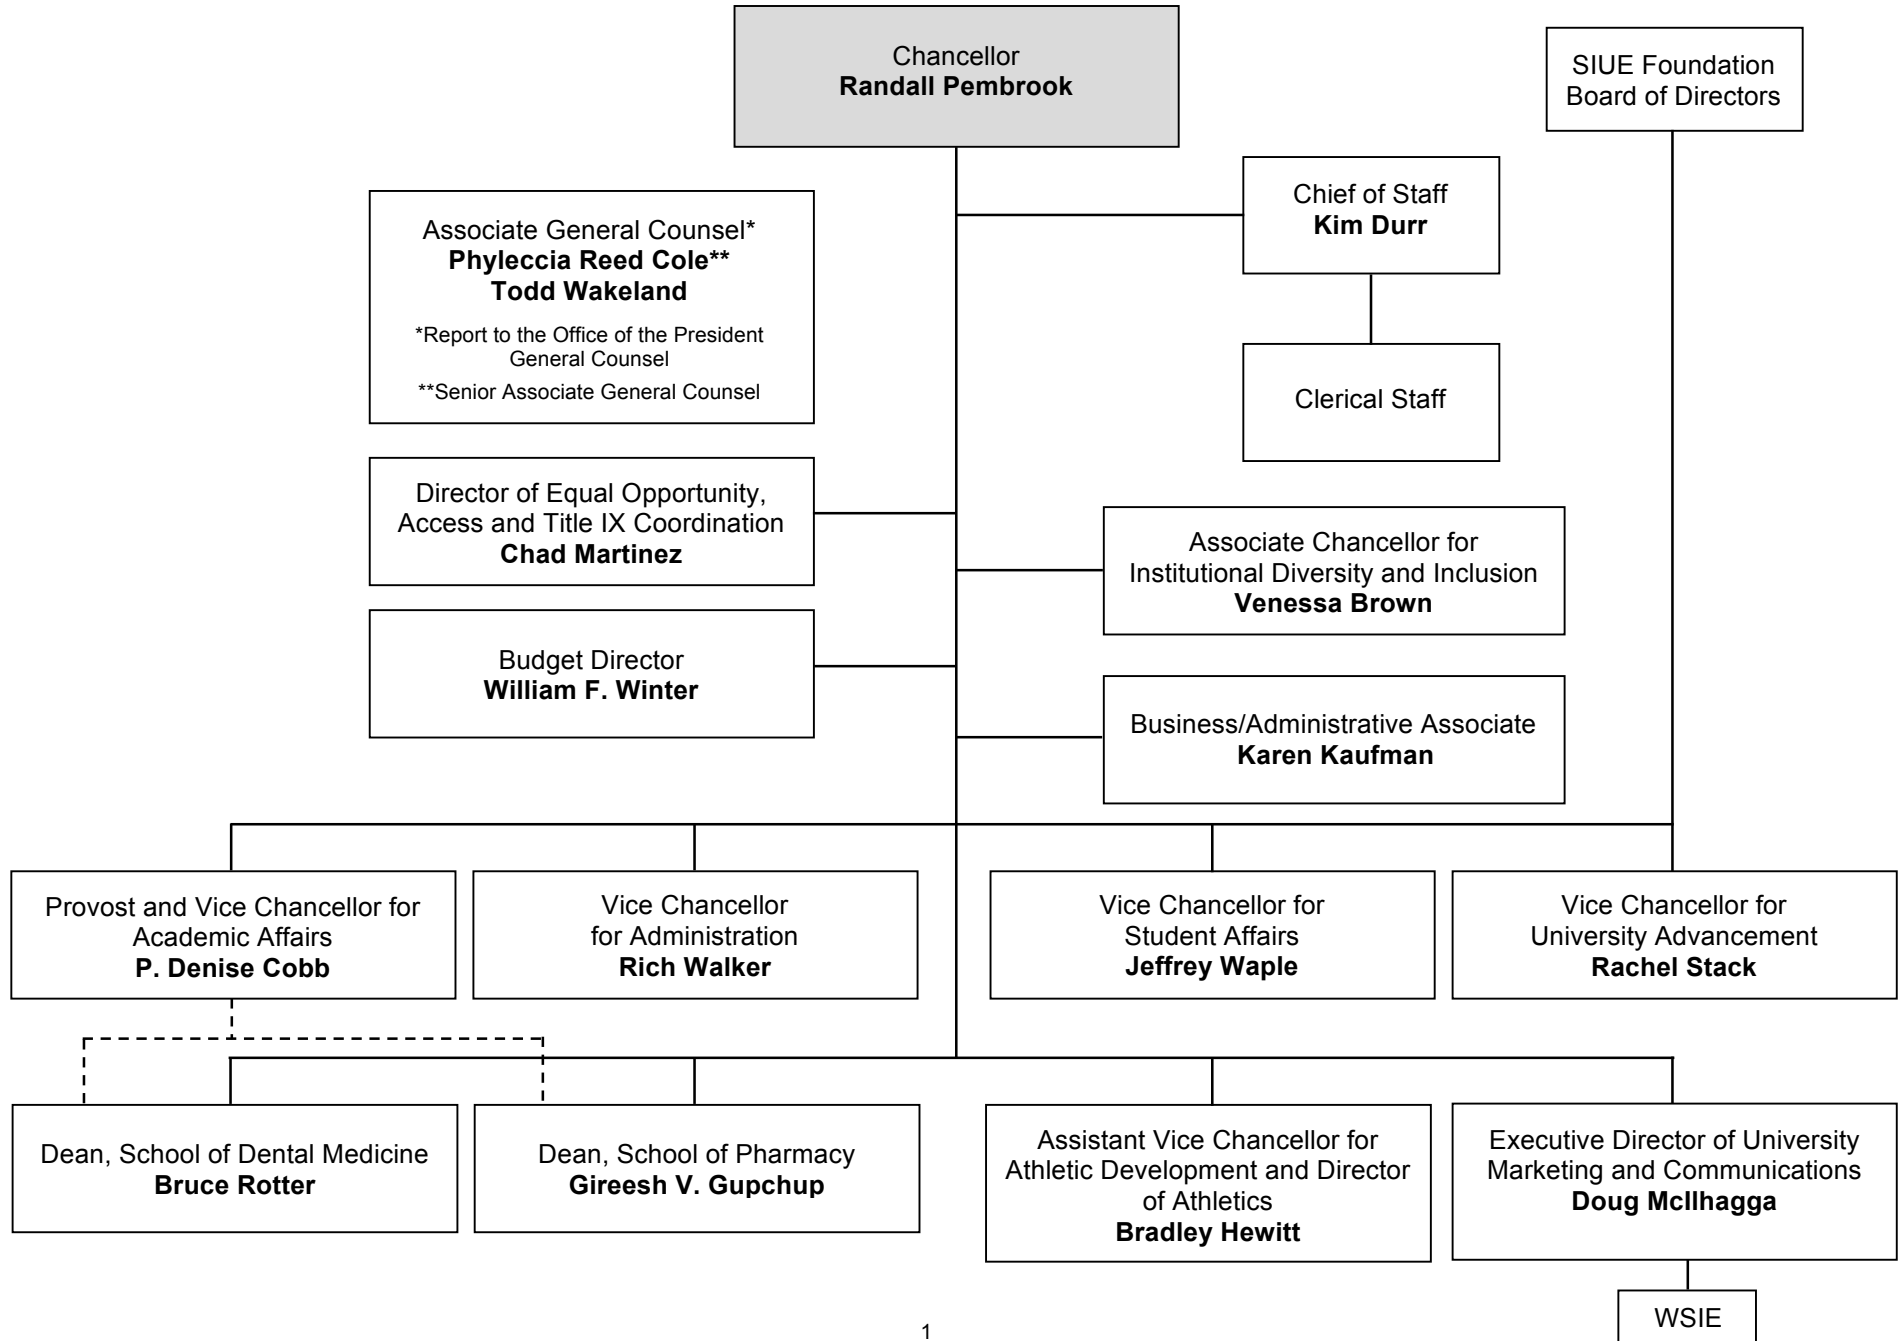 Chancellor
Randall Pembrook
SIUE Foundation
Board of Directors
Chief of Staff
Kim Durr
Associate General Counsel*
Phyleccia Reed Cole**
Todd Wakeland
*Report to the Office of the President
General Counsel
**Senior Associate General Counsel
Clerical Staff
Director of Equal Opportunity,
Access and Title IX Coordination
Chad Martinez
Associate Chancellor for
Institutional Diversity and Inclusion
Venessa Brown
Budget Director
William F. Winter
Business/Administrative Associate
Karen Kaufman
Provost and Vice Chancellor for
Academic Affairs
P. Denise Cobb
Vice Chancellor
for Administration
Rich Walker
Vice Chancellor for
Student Affairs
Jeffrey Waple
Vice Chancellor for
University Advancement
Rachel Stack
Dean, School of Dental Medicine
Bruce Rotter
Dean, School of Pharmacy
Gireesh V. Gupchup
Assistant Vice Chancellor for
Athletic Development and Director
of Athletics
Bradley Hewitt
Executive Director of University
Marketing and Communications
Doug McIlhagga
WSIE
1